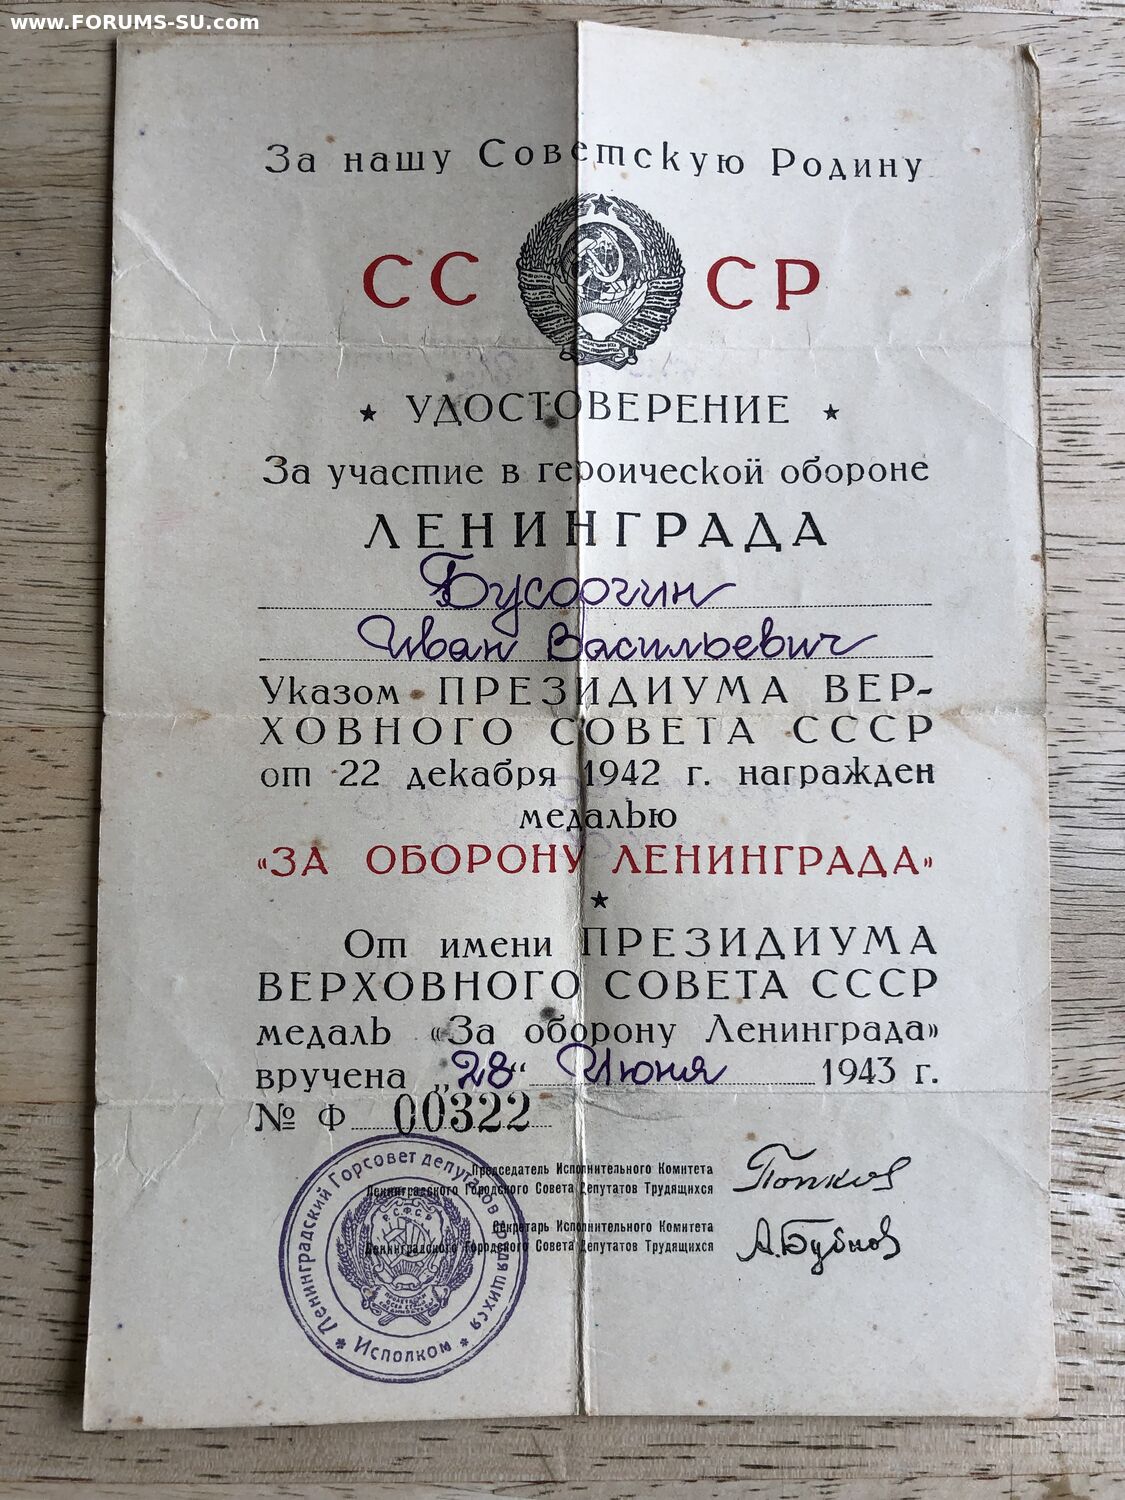 www.FORUMS-SU.com
За нашу Советскую Родину
СС СР
★ УДОСТОВЕРЕНИЕ ★
За участие в героической обороне
ЛЕНИНГРАДА
Бусоргин
Иван Васильевич
Указом ПРЕЗИДИУМА ВЕР-
ХОВНОГО СОВЕТА СССР
от 22 декабря 1942 г. награжден
медалью
«ЗА ОБОРОНУ ЛЕНИНГРАДА»
★
От имени ПРЕЗИДИУМА
ВЕРХОВНОГО СОВЕТА СССР
медаль «За оборону Ленинграда»
вручена „28“ Июня 1943 г.
№ Ф 00322
Председатель Исполнительного Комитета
Ленинградского Городского Совета Депутатов Трудящихся
Попков
Секретарь Исполнительного Комитета
Ленинградского Городского Совета Депутатов Трудящихся
А.Бубнов
Ленинградский Горсовет депутатов трудящихся
* Исполком *
РСФСР